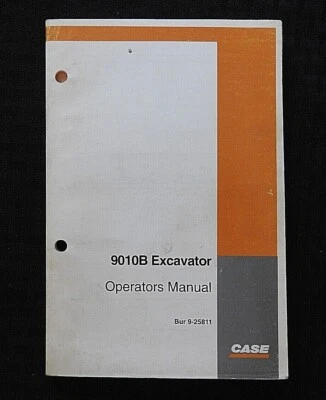 9010B Excavator
Operators Manual
Bur 9-25811
CASE